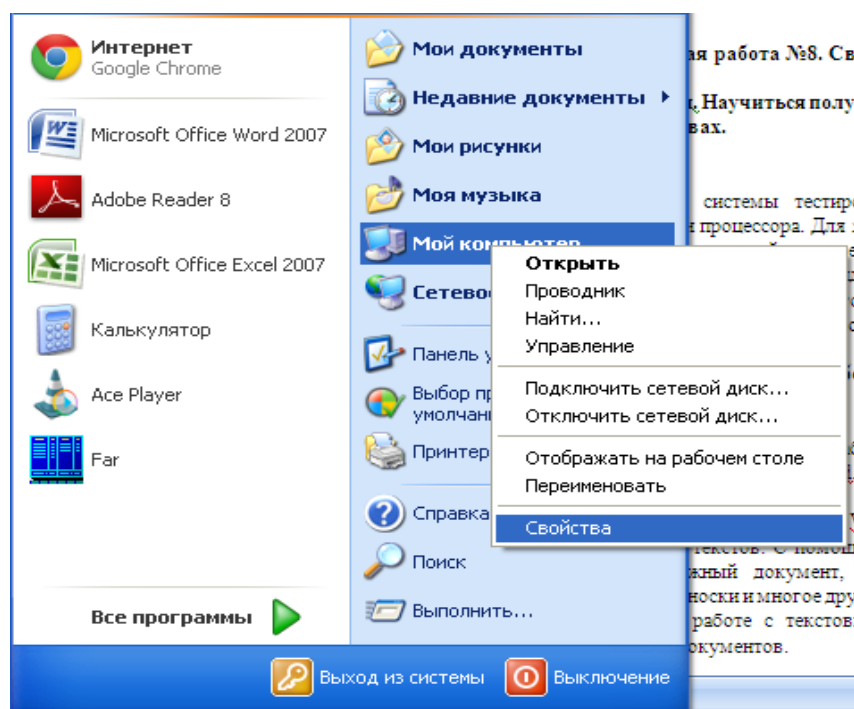 Интернет
Google Chrome
Microsoft Office Word 2007
Adobe Reader 8
Microsoft Office Excel 2007
Калькулятор
Ace Player
Far
Все программы
Мои документы
Недавние документы
Мои рисунки
Моя музыка
Мой компьютер
Сетево
Панель у
Выбор пр
умолчани
Принтер
Справка
Поиск
Выполнить...
Открыть
Проводник
Найти...
Управление
Подключить сетевой диск...
Отключить сетевой диск...
Отображать на рабочем столе
Переименовать
Свойства
Выход из системы
Выключение
ая работа №8. Св
Научиться полу
вах.
системы тестиро
процессора. Для
текстов. С помощ
жный документ,
носки и многое дру
работе с текстов
окументов.